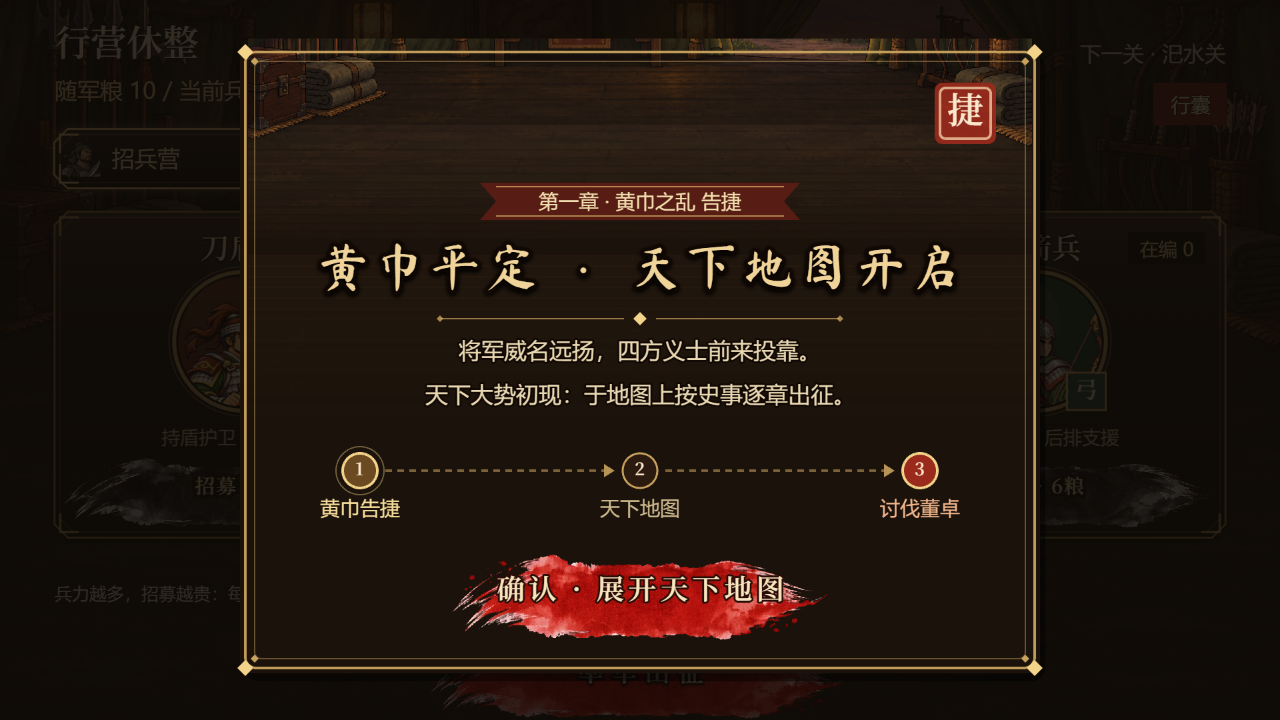 行营休整
随军粮 10 / 当前兵
下一关 · 汜水关
行囊
招兵营
捷
第一章 · 黄巾之乱 告捷
黄巾平定 · 天下地图开启
将军威名远扬，四方义士前来投靠。
天下大势初现：于地图上按史事逐章出征。
在编 0
弓
持盾护卫
后排支援
招募
6粮
1
2
3
黄巾告捷
天下地图
讨伐董卓
兵力越多，招募越贵：每
确认 · 展开天下地图